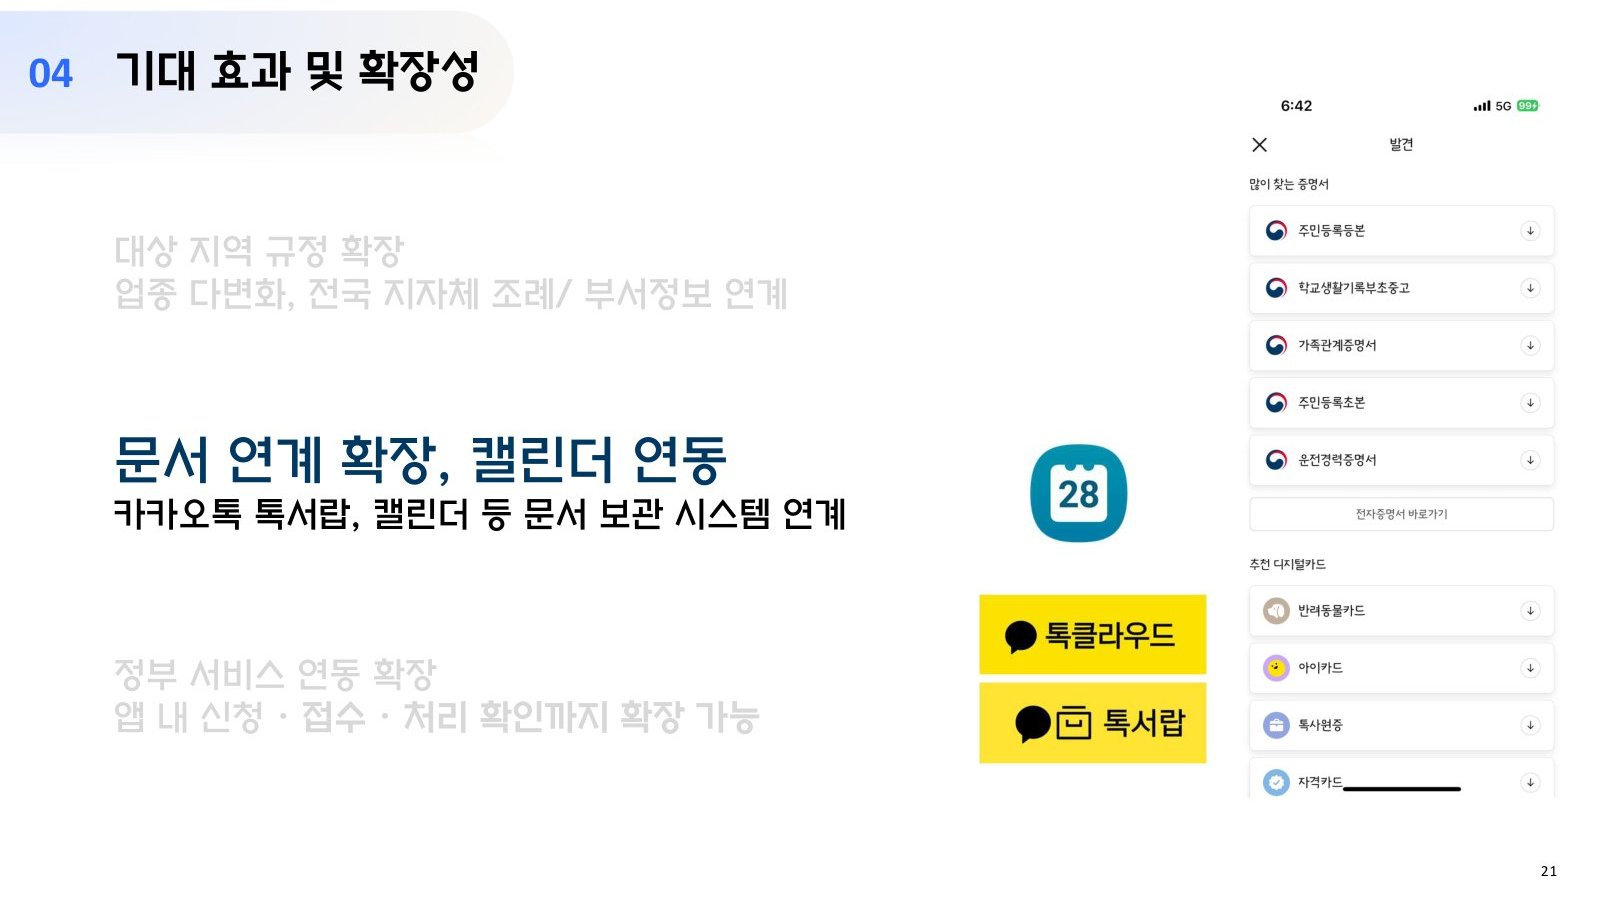 04 기대 효과 및 확장성
대상 지역 규정 확장
업종 다변화, 전국 지자체 조례/ 부서정보 연계
문서 연계 확장, 캘린더 연동
카카오톡 톡서랍, 캘린더 등 문서 보관 시스템 연계
정부 서비스 연동 확장
앱 내 신청 · 접수 · 처리 확인까지 확장 가능
28
톡클라우드
톡서랍
6:42 5G 99
발견
많이 찾는 증명서
주민등록등본
학교생활기록부초중고
가족관계증명서
주민등록초본
운전경력증명서
전자증명서 바로가기
추천 디지털카드
반려동물카드
아이카드
톡사원증
자격카드
21